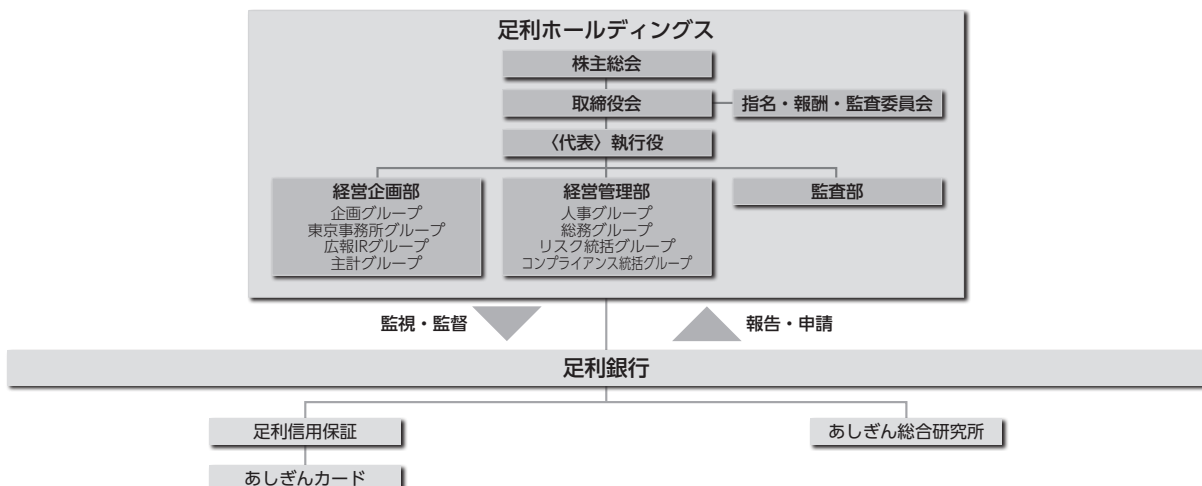 足利ホールディングス
株主総会
取締役会
指名・報酬・監査委員会
〈代表〉執行役
経営企画部
企画グループ
東京事務所グループ
広報IRグループ
主計グループ
経営管理部
人事グループ
総務グループ
リスク統括グループ
コンプライアンス統括グループ
監査部
監視・監督
報告・申請
足利銀行
足利信用保証
あしぎん総合研究所
あしぎんカード